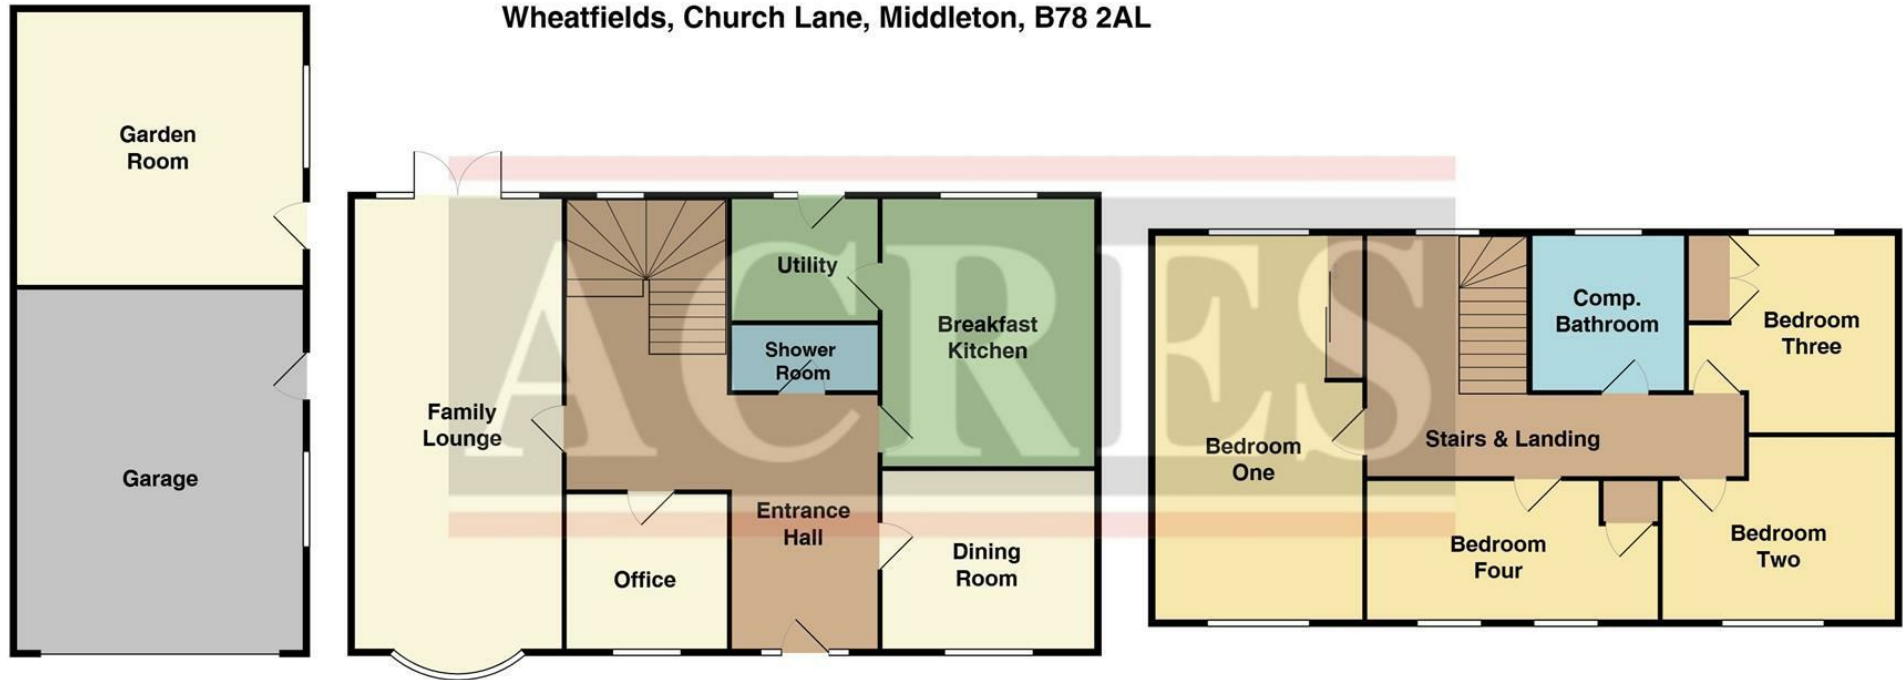 Wheatfields, Church Lane, Middleton, B78 2AL
Garden
Room
Garage
Family
Lounge
Utility
Shower
Room
Breakfast
Kitchen
Entrance
Hall
Office
Dining
Room
ACRES
Bedroom
One
Stairs & Landing
Comp.
Bathroom
Bedroom
Three
Bedroom
Four
Bedroom
Two